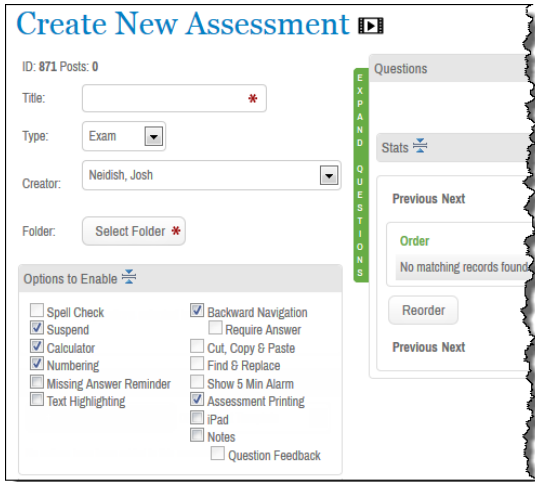 Create New Assessment
ID: 871 Posts: 0
Title: *
Type: Exam
Creator: Neidish, Josh
Folder: Select Folder *
Options to Enable
Spell Check
Suspend
Calculator
Numbering
Missing Answer Reminder
Text Highlighting
Backward Navigation
Require Answer
Cut, Copy & Paste
Find & Replace
Show 5 Min Alarm
Assessment Printing
iPad
Notes
Question Feedback
EXPAND QUESTIONS
Questions
Stats
Previous Next
Order
No matching records found
Reorder
Previous Next